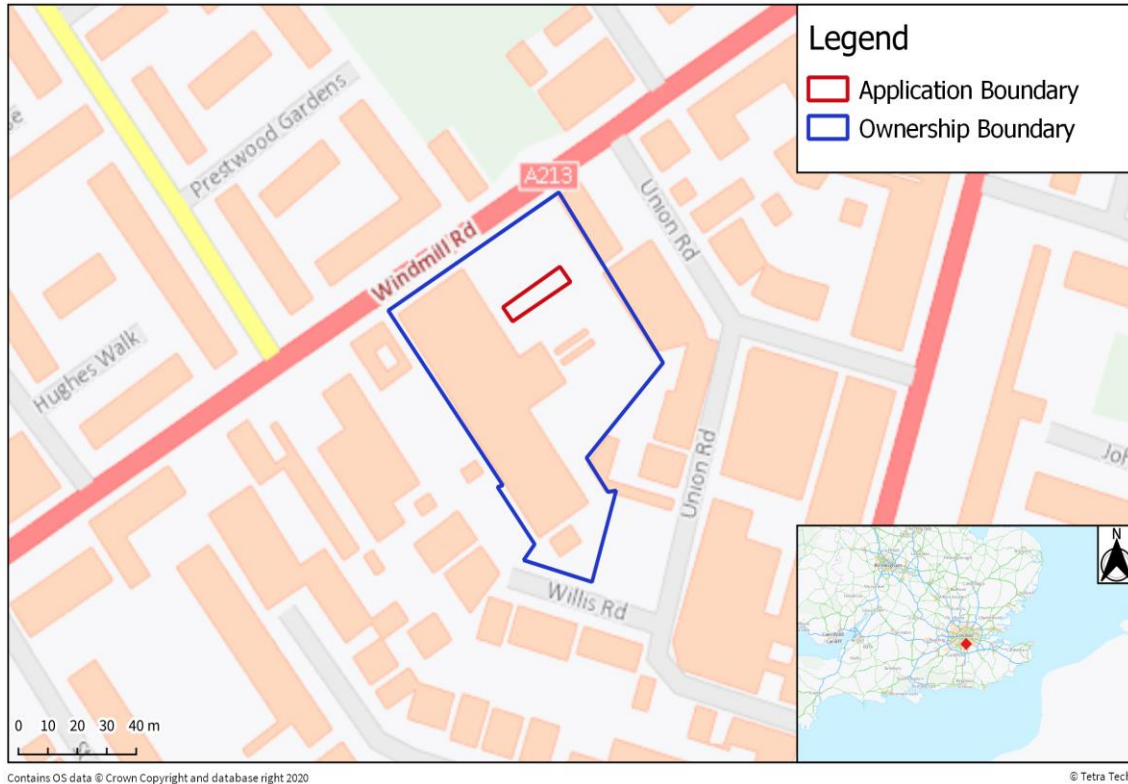 Legend
Application Boundary
Ownership Boundary
Prestwood Gardens
A213
Windmill Rd
Union Rd
Hughes Walk
Union Rd
Joh
Willis Rd
N
0 10 20 30 40 m
Contains OS data © Crown Copyright and database right 2020
© Tetra Tech